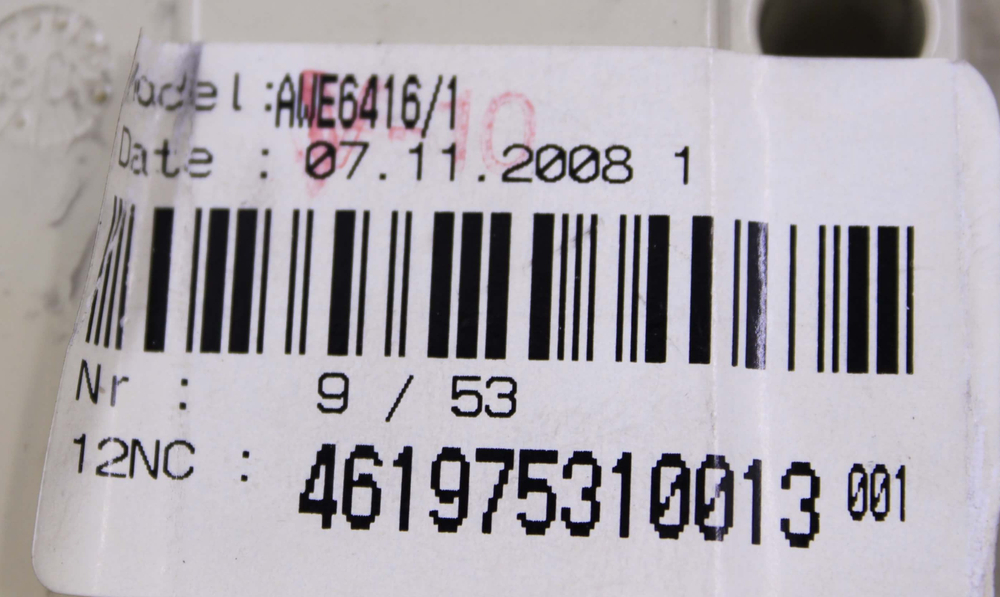 Model :AWE6416/1
Date : 07.11.2008 1
Nr : 9 / 53
12NC : 461975310013 001